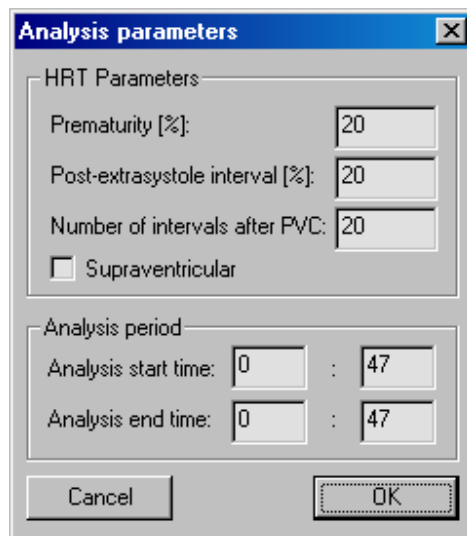 Analysis parameters
HRT Parameters
Prematurity [%]: 20
Post-extrasystole interval [%]: 20
Number of intervals after PVC: 20
Supraventricular
Analysis period
Analysis start time: 0 : 47
Analysis end time: 0 : 47
Cancel OK